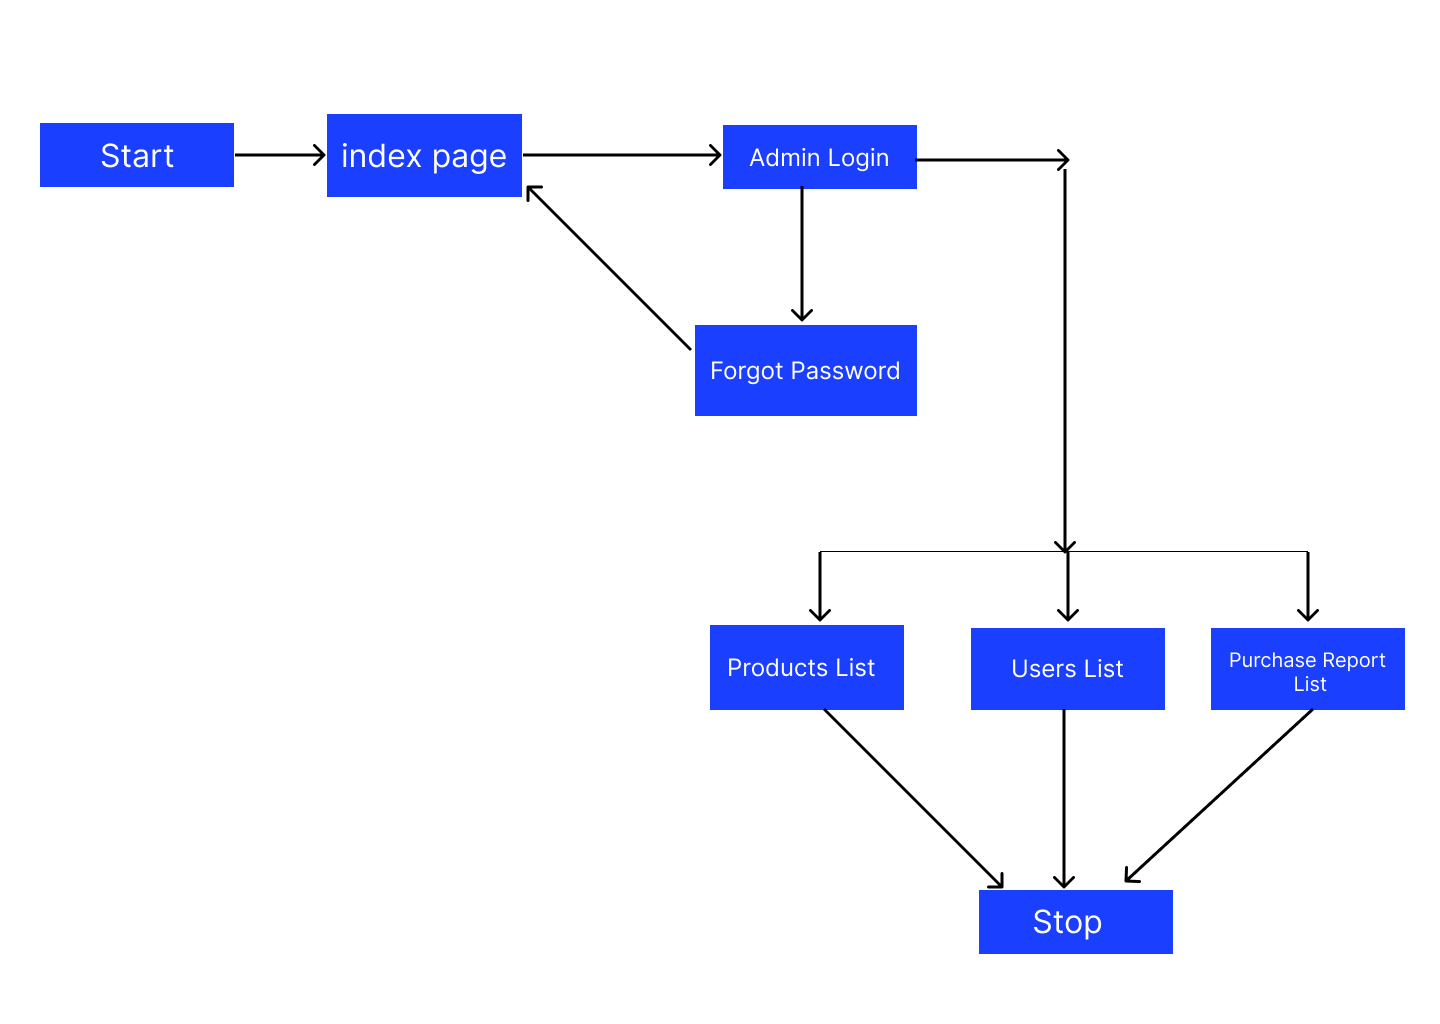 Start
index page
Admin Login
Forgot Password
Products List
Users List
Purchase Report
List
Stop